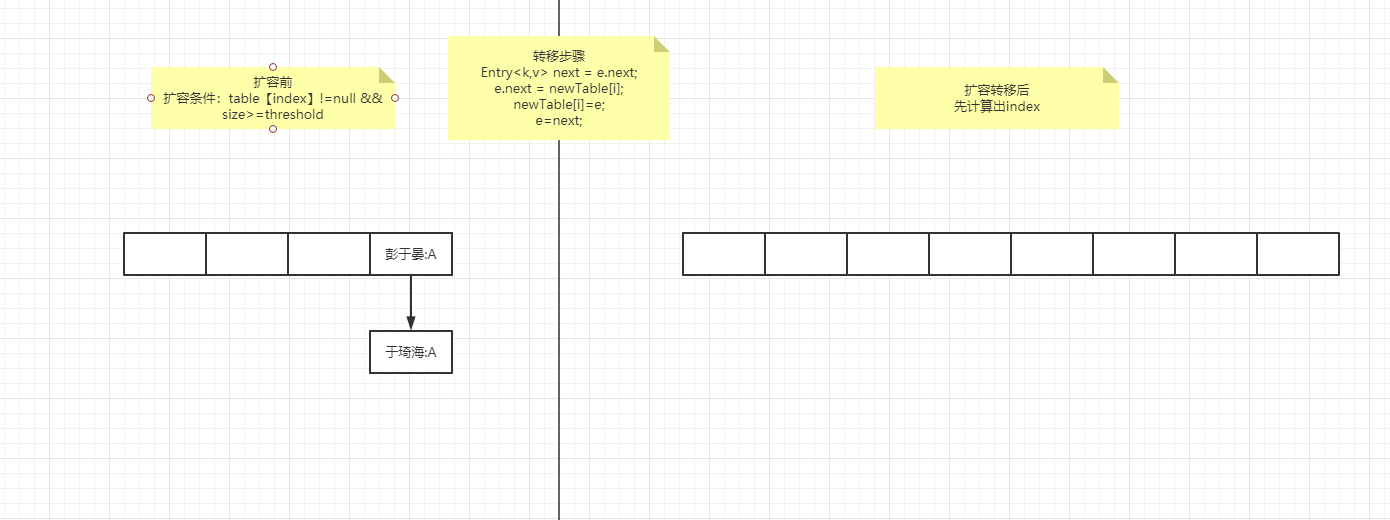 扩容前
扩容条件：table【index】!=null &&
size>=threshold
转移步骤
Entry<k,v> next = e.next;
e.next = newTable[i];
newTable[i]=e;
e=next;
扩容转移后
先计算出index
彭于晏:A
于琦海:A